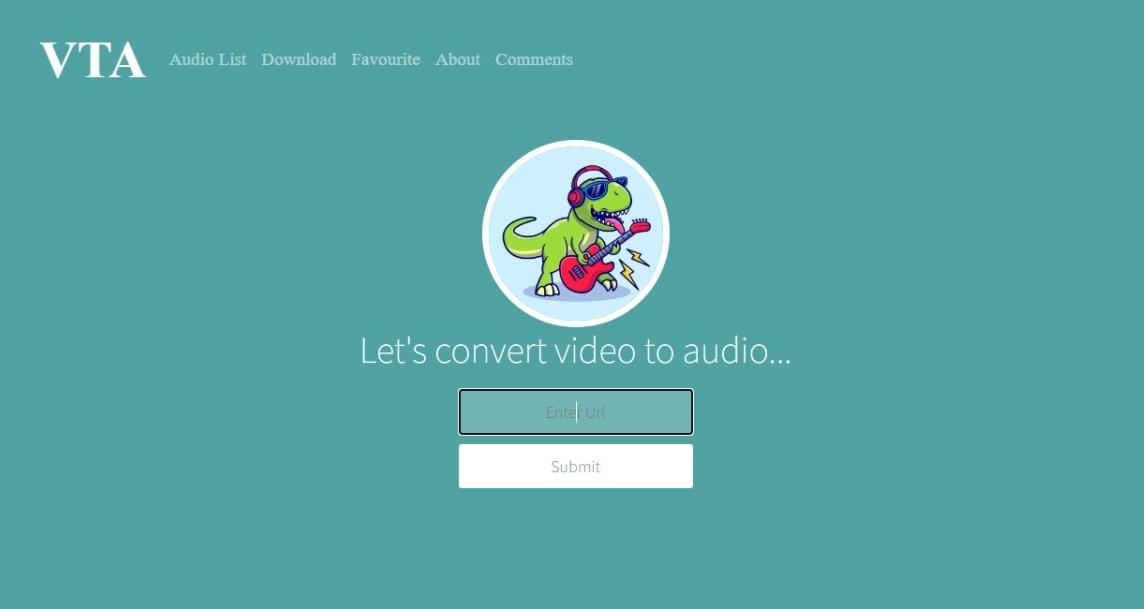 VTA Audio List Download Favourite About Comments
Let's convert video to audio...
Enter Url
Submit